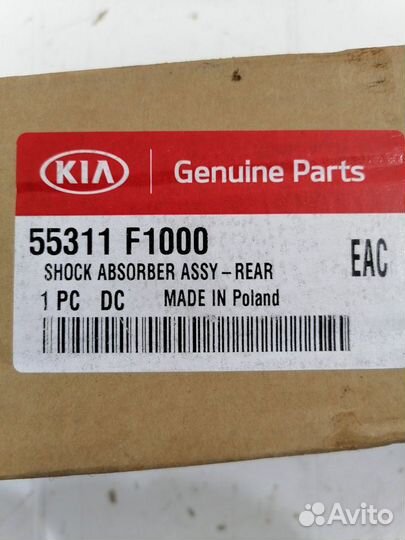 KIA
Genuine Parts
55311 F1000
SHOCK ABSORBER ASSY-REAR
EAC
1 PC DC MADE IN Poland
Avito